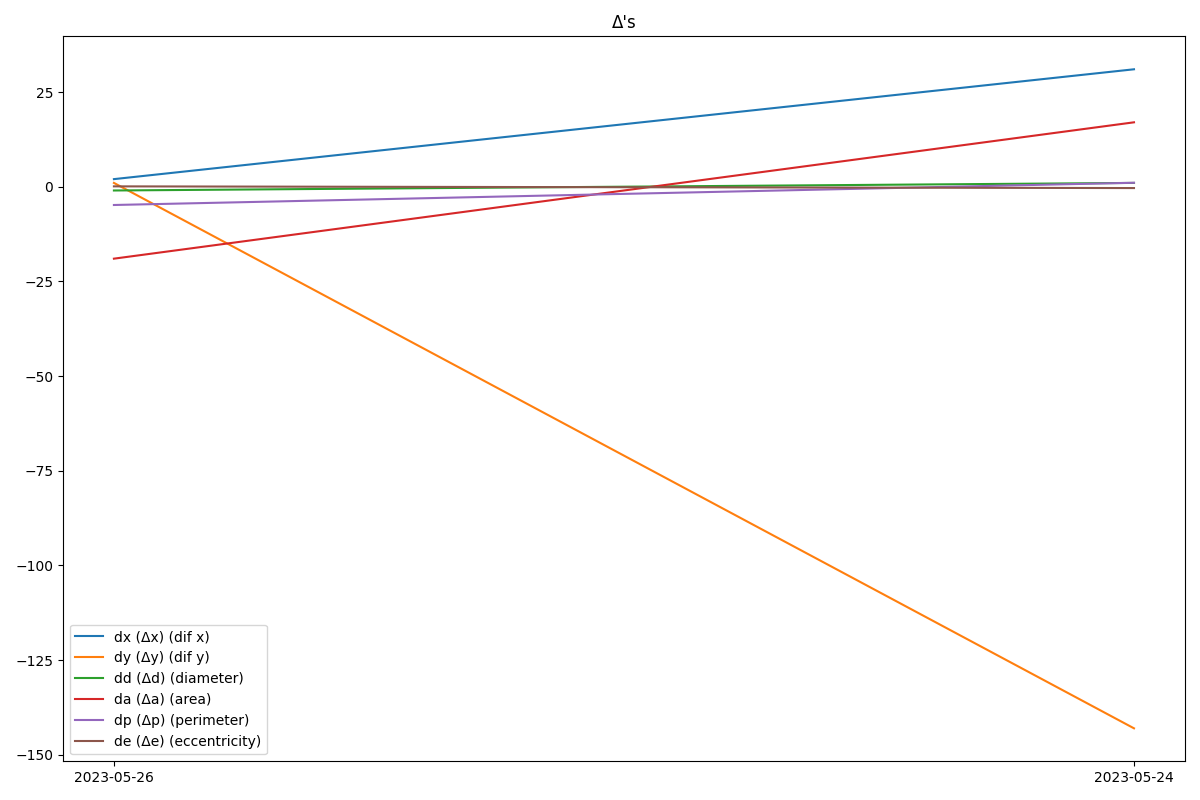 Δ's
25
0
−25
−50
−75
−100
−125
−150
dx (Δx) (dif x)
dy (Δy) (dif y)
dd (Δd) (diameter)
da (Δa) (area)
dp (Δp) (perimeter)
de (Δe) (eccentricity)
2023-05-26
2023-05-24